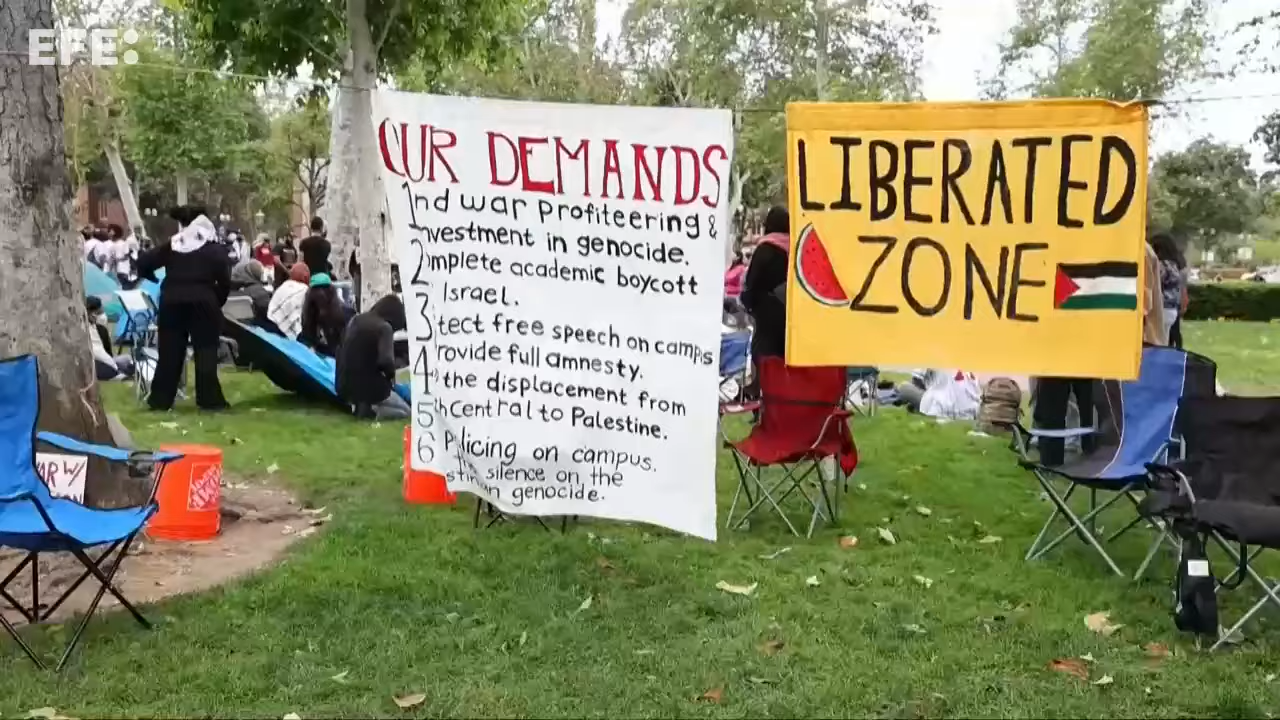 EFE:
OUR DEMANDS
1 nd war profiteering &
nvestment in genocide.
2 mplete academic boycott
Israel.
3 tect free speech on campus
4 rovide full amnesty.
5 the displacement from
th Central to Palestine.
6 Policing on campus.
silence on the
genocide.
LIBERATED
ZONE